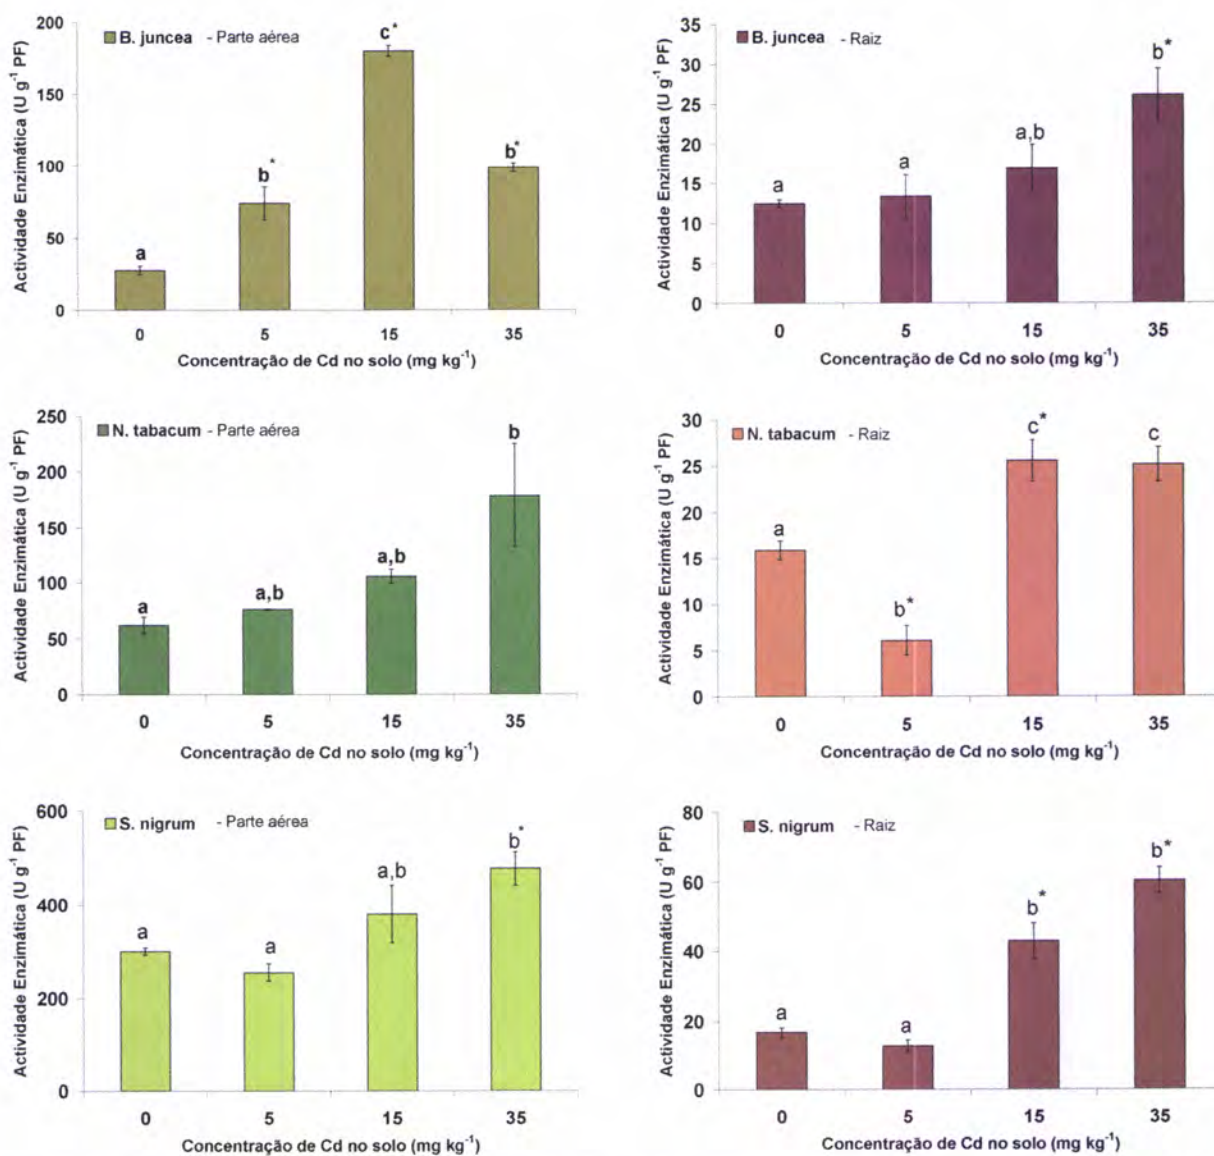 Actividade Enzimática (U g⁻¹ PF)
B. juncea - Parte aérea
200
150
100
50
0
a
b*
c*
b*
0 5 15 35
Concentração de Cd no solo (mg kg⁻¹)
Actividade Enzimática (U g⁻¹ PF)
B. juncea - Raiz
35
30
25
20
15
10
5
0
a
a
a,b
b*
0 5 15 35
Concentração de Cd no solo (mg kg⁻¹)
Actividade Enzimática (U g⁻¹ PF)
N. tabacum - Parte aérea
250
200
150
100
50
0
a
a,b
a,b
b
0 5 15 35
Concentração de Cd no solo (mg kg⁻¹)
Actividade Enzimática (U g⁻¹ PF)
N. tabacum - Raiz
30
25
20
15
10
5
0
a
b*
c*
c
0 5 15 35
Concentração de Cd no solo (mg kg⁻¹)
Actividade Enzimática (U g⁻¹ PF)
S. nigrum - Parte aérea
600
400
200
0
a
a
a,b
b*
0 5 15 35
Concentração de Cd no solo (mg kg⁻¹)
Actividade Enzimática (U g⁻¹ PF)
S. nigrum - Raiz
80
60
40
20
0
a
a
b*
b*
0 5 15 35
Concentração de Cd no solo (mg kg⁻¹)